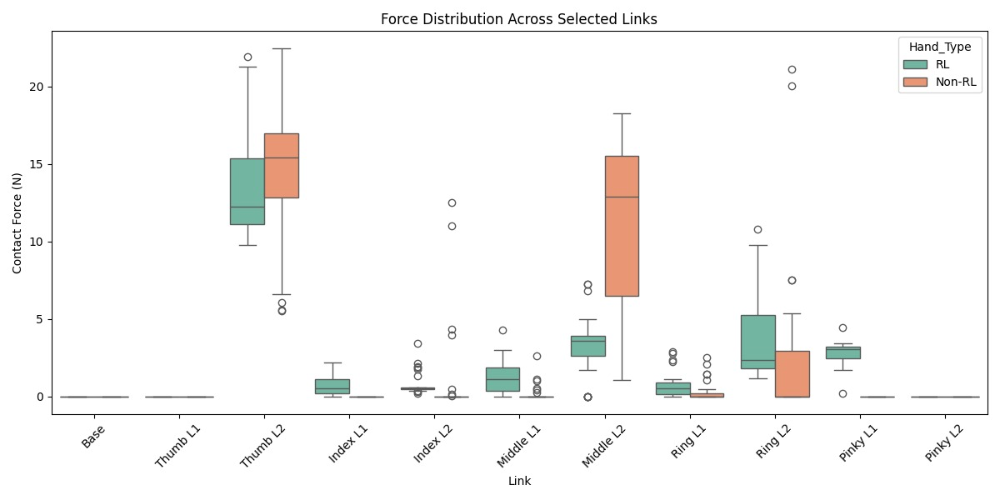 Force Distribution Across Selected Links
Hand_Type
RL
Non-RL
Contact Force (N)
20
15
10
5
0
Base
Thumb L1
Thumb L2
Index L1
Index L2
Middle L1
Middle L2
Ring L1
Ring L2
Pinky L1
Pinky L2
Link